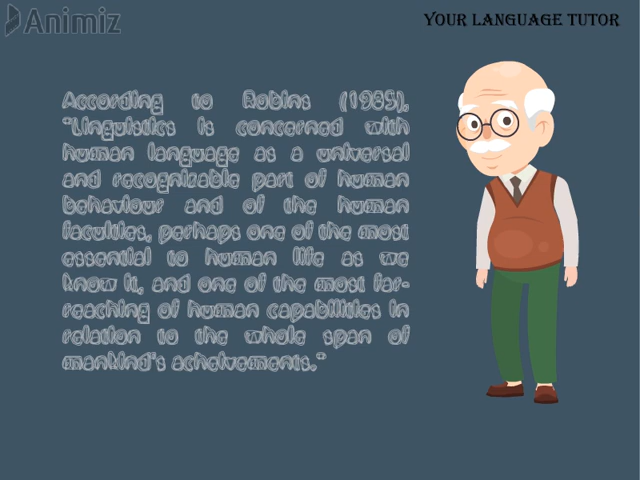 Animiz
YOUR LANGUAGE TUTOR
According to Robins (1985),
"Linguistics is concerned with
human language as a universal
and recognizable part of human
behaviour and of the human
faculties, perhaps one of the most
essential to human life as we
know it, and one of the most far-
reaching of human capabilities in
relation to the whole span of
mankind's acheivements."